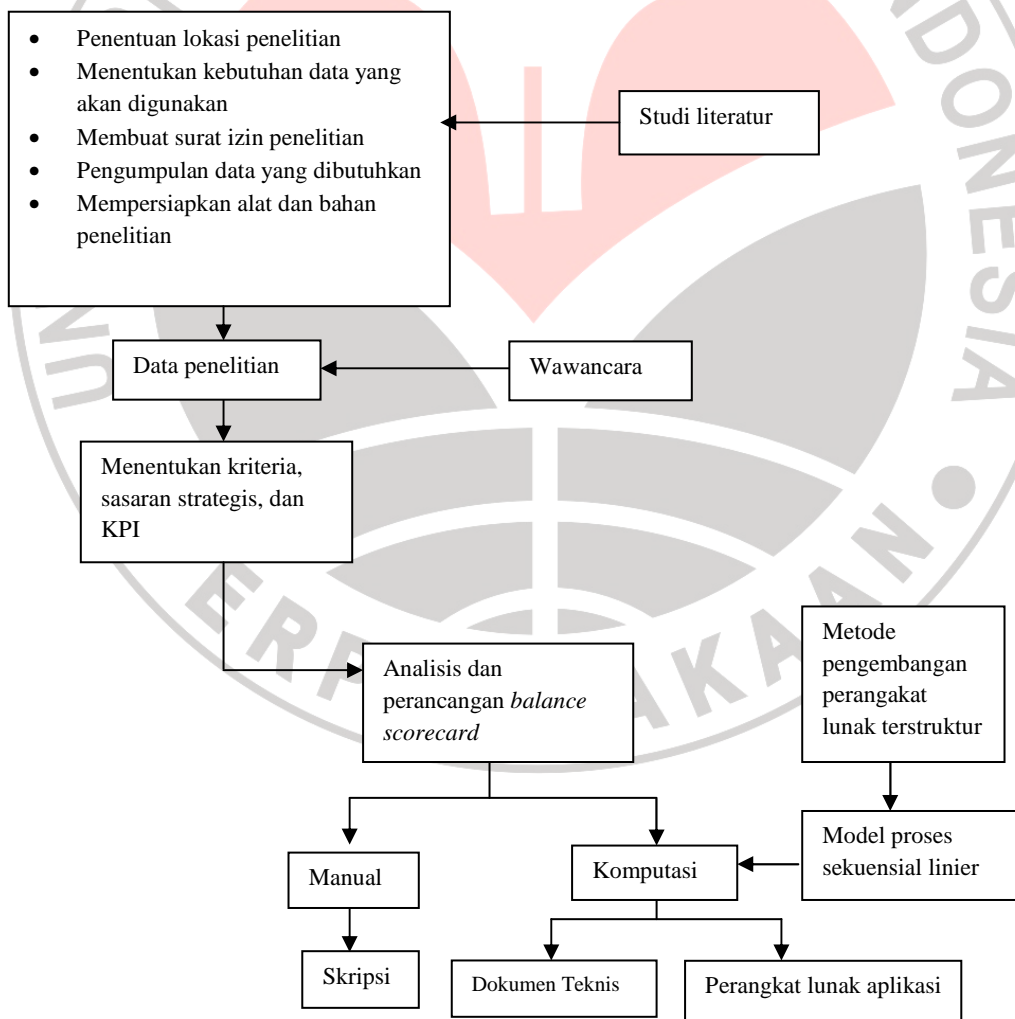 • Penentuan lokasi penelitian
• Menentukan kebutuhan data yang
akan digunakan
• Membuat surat izin penelitian
• Pengumpulan data yang dibutuhkan
• Mempersiapkan alat dan bahan
penelitian
Studi literatur
Data penelitian
Wawancara
Menentukan kriteria,
sasaran strategis, dan
KPI
Analisis dan
perancangan balance
scorecard
Metode
pengembangan
perangakat
lunak terstruktur
Manual
Komputasi
Model proses
sekuensial linier
Skripsi
Dokumen Teknis
Perangkat lunak aplikasi
INDONESIA